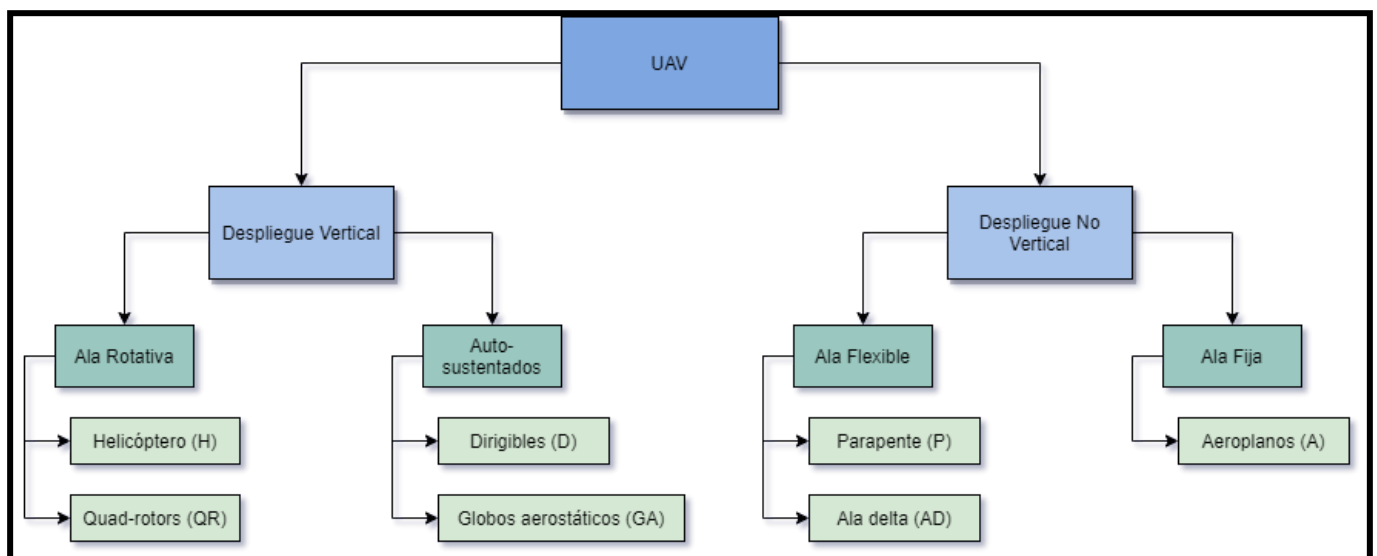 UAV
Despliegue Vertical
Despliegue No
Vertical
Ala Rotativa
Auto-
sustentados
Ala Flexible
Ala Fija
Helicóptero (H)
Dirigibles (D)
Parapente (P)
Aeroplanos (A)
Quad-rotors (QR)
Globos aerostáticos (GA)
Ala delta (AD)